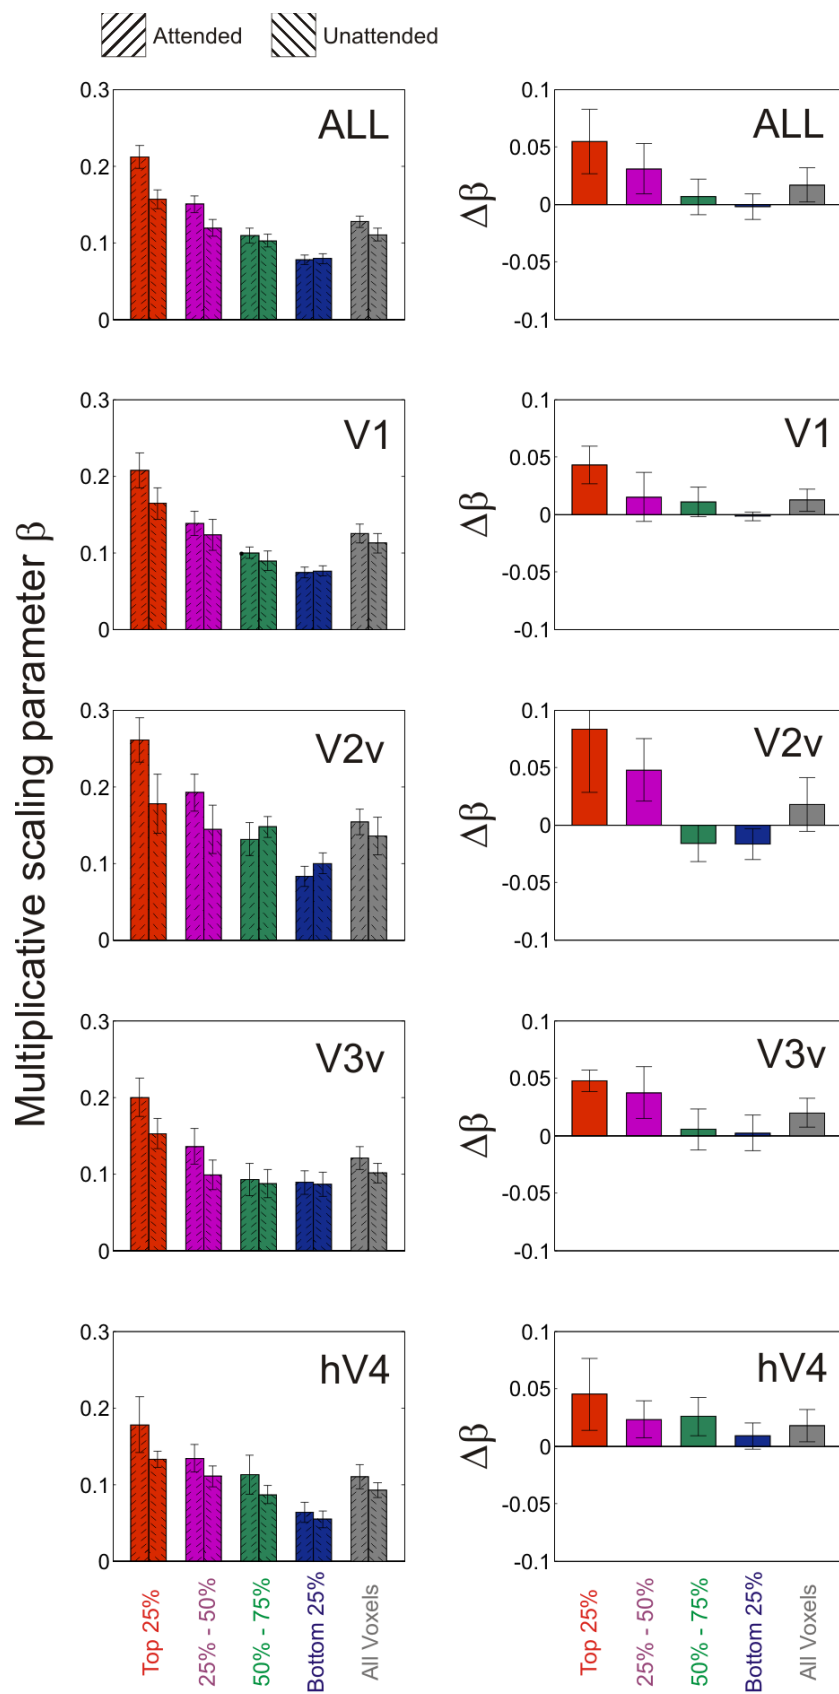 Attended
Unattended
Multiplicative scaling parameter β
0.3
0.2
0.1
0
ALL
Δβ
0.1
0.05
0
-0.05
-0.1
ALL
0.3
0.2
0.1
0
V1
Δβ
0.1
0.05
0
-0.05
-0.1
V1
0.3
0.2
0.1
0
V2v
Δβ
0.1
0.05
0
-0.05
-0.1
V2v
0.3
0.2
0.1
0
V3v
Δβ
0.1
0.05
0
-0.05
-0.1
V3v
0.3
0.2
0.1
0
hV4
Δβ
0.1
0.05
0
-0.05
-0.1
hV4
Top 25%
25% - 50%
50% - 75%
Bottom 25%
All Voxels
Top 25%
25% - 50%
50% - 75%
Bottom 25%
All Voxels